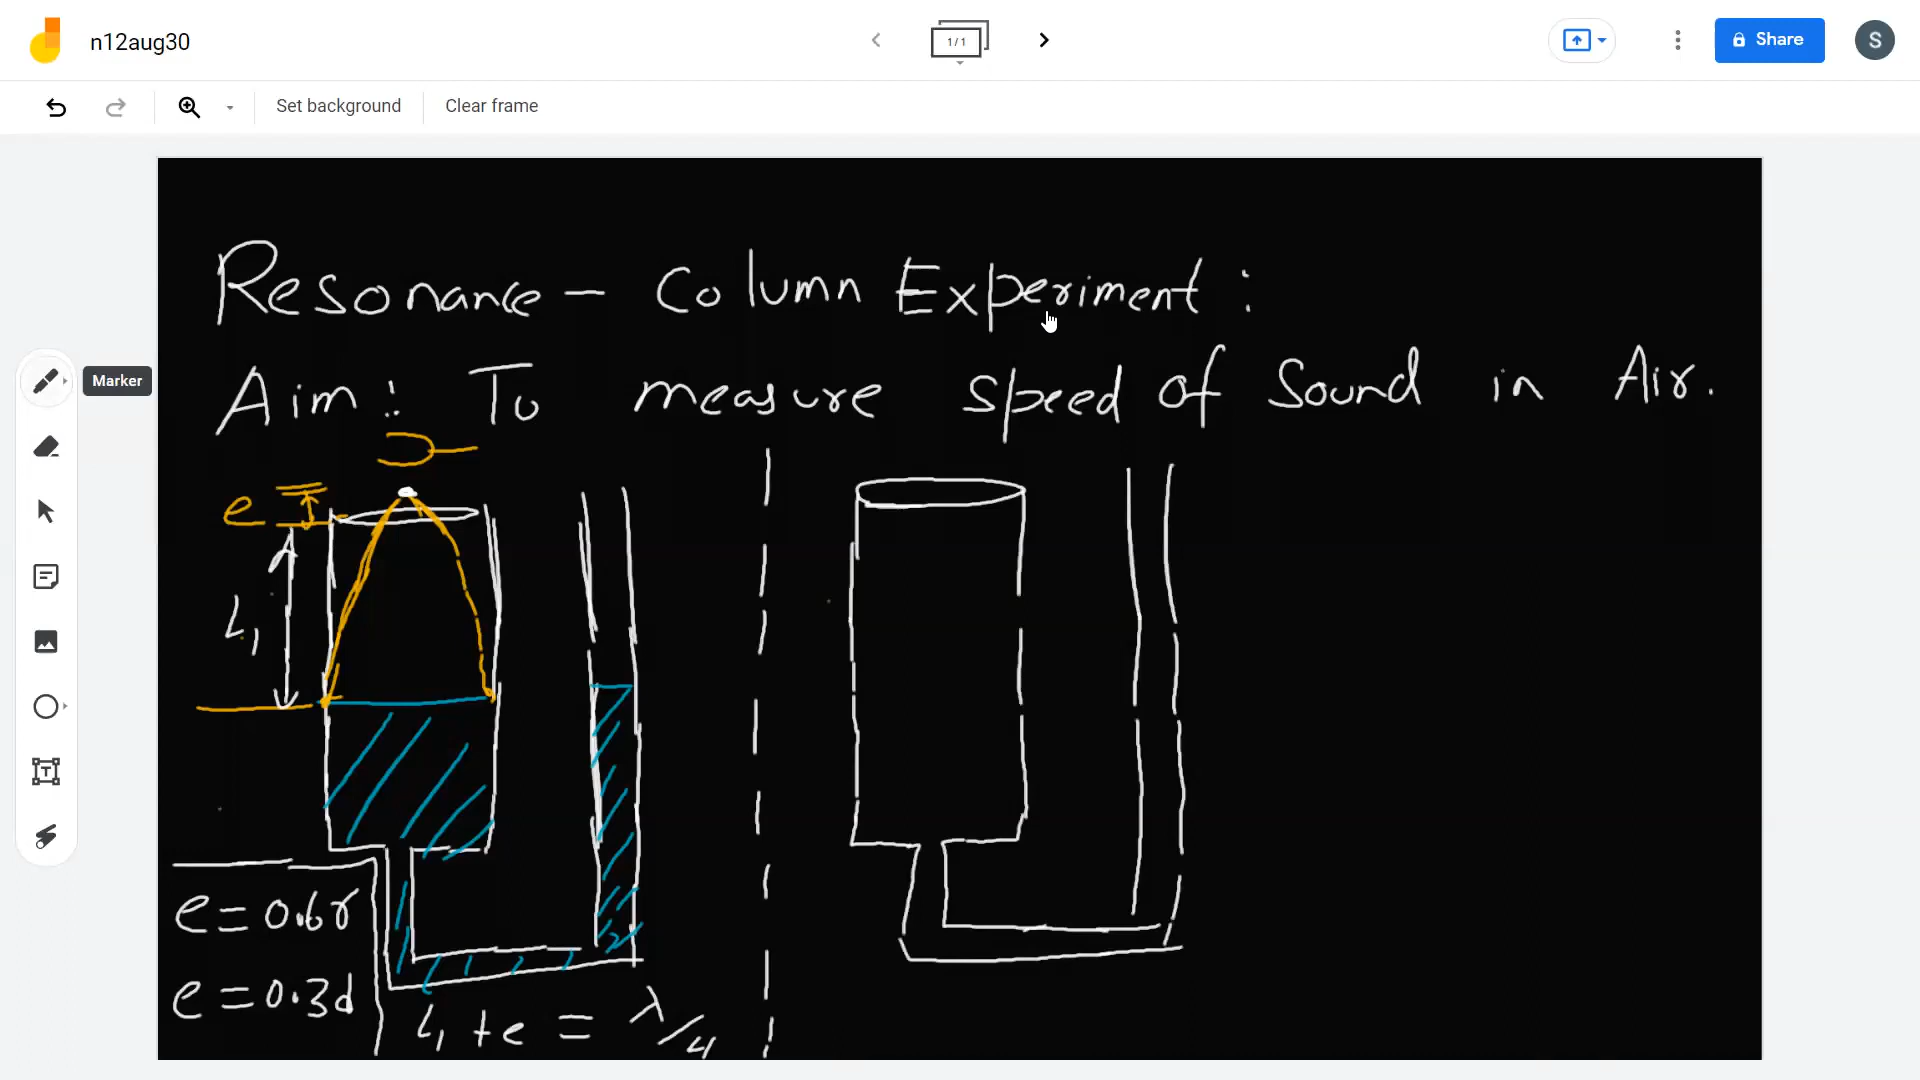 n12aug30
1/1
Share
S
Set background
Clear frame
Marker
Resonance - Column Experiment :
Aim : To measure speed of Sound in Air.
e
L₁
e = 0.6r
e = 0.3d
L₁ + e = λ/4